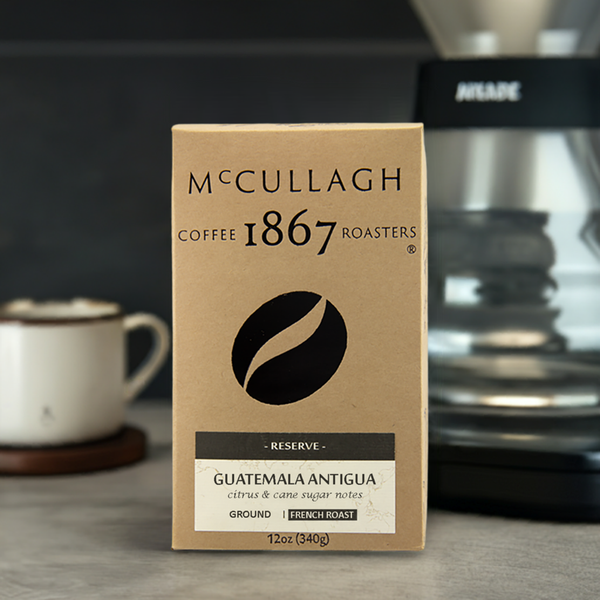 McCULLAGH
COFFEE 1867 ROASTERS
®
- RESERVE -
GUATEMALA ANTIGUA
citrus & cane sugar notes
GROUND | FRENCH ROAST
12oz (340g)